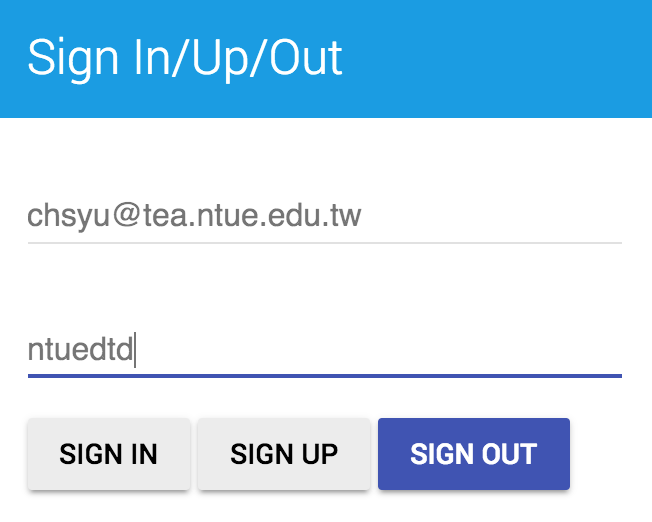 Sign In/Up/Out
chsyu@tea.ntue.edu.tw
ntuedtd
SIGN IN SIGN UP SIGN OUT